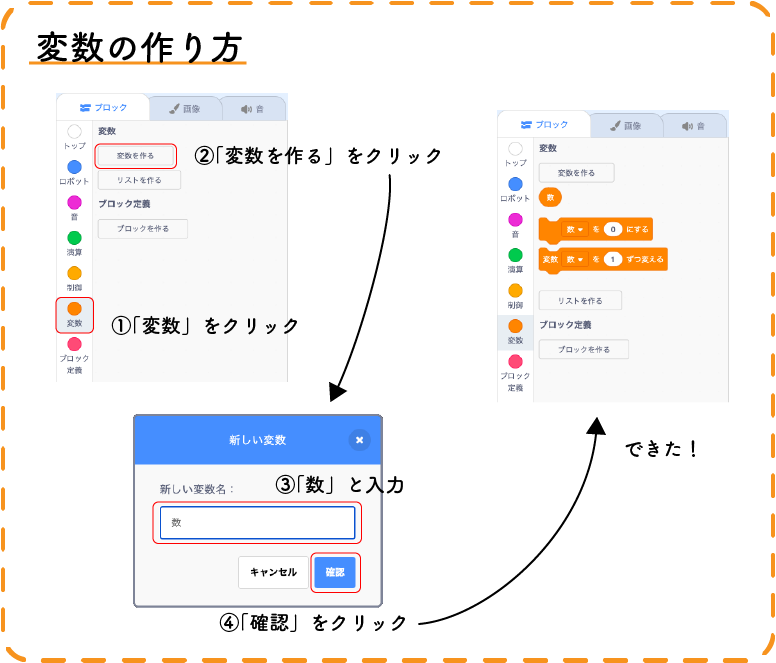 変数の作り方
ブロック
画像
音
トップ
ロボット
音
演算
制御
変数
ブロック
定義
変数
変数を作る
リストを作る
ブロック定義
ブロックを作る
②「変数を作る」をクリック
①「変数」をクリック
新しい変数
新しい変数名：
③「数」と入力
数
キャンセル
確認
④「確認」をクリック
ブロック
画像
音
トップ
ロボット
音
演算
制御
変数
ブロック
定義
変数
変数を作る
数
数 を 0 にする
変数 数 を 1 ずつ変える
リストを作る
ブロック定義
ブロックを作る
できた！